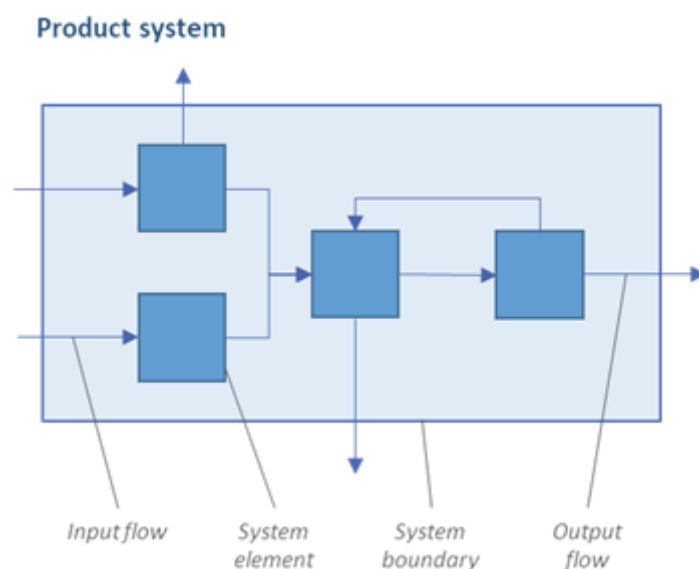 Product system
Input flow
System
element
System
boundary
Output
flow